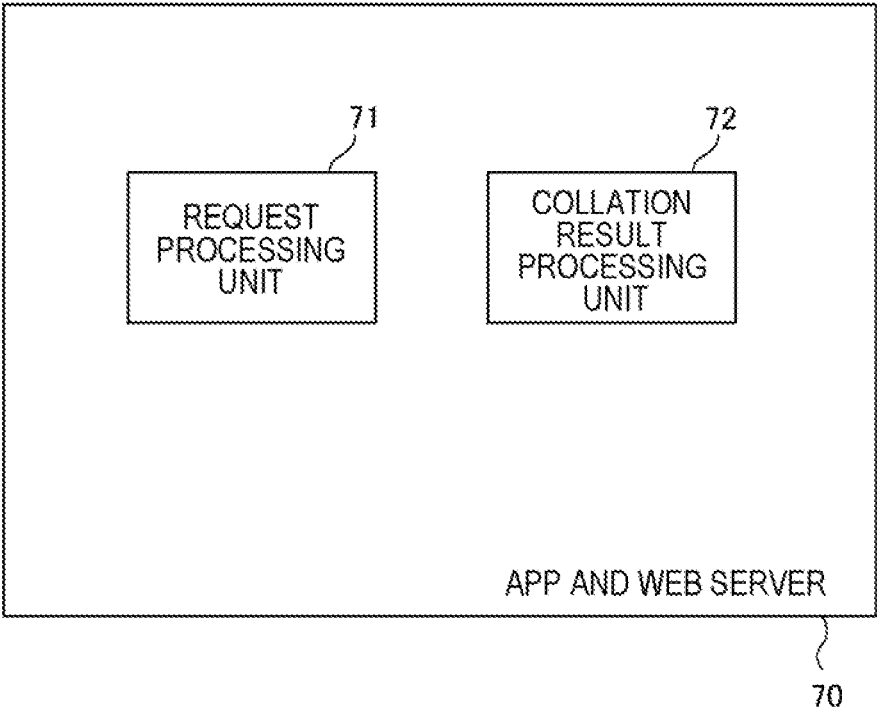 71
72
REQUEST
PROCESSING
UNIT
COLLATION
RESULT
PROCESSING
UNIT
APP AND WEB SERVER
70